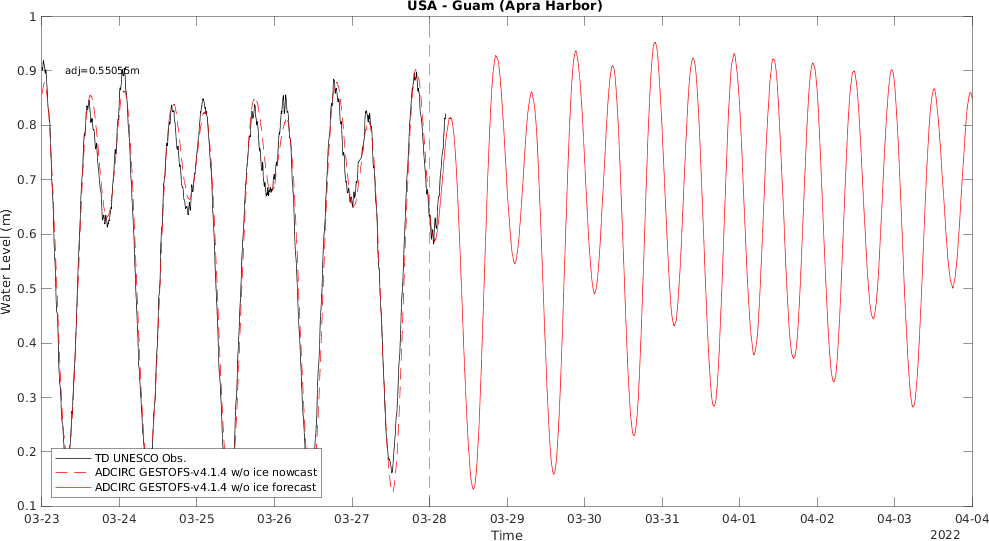 USA - Guam (Apra Harbor)
adj=0.55055m
Water Level (m)
1
0.9
0.8
0.7
0.6
0.5
0.4
0.3
0.2
0.1
TD UNESCO Obs.
ADCIRC GESTOFS-v4.1.4 w/o ice nowcast
ADCIRC GESTOFS-v4.1.4 w/o ice forecast
03-23 03-24 03-25 03-26 03-27 03-28 03-29 03-30 03-31 04-01 04-02 04-03 04-04
Time
2022